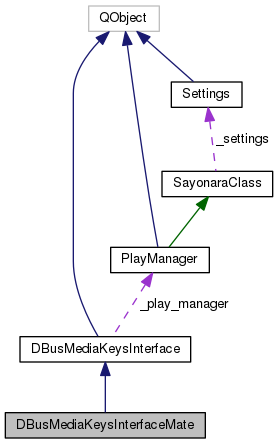 QObject
Settings
_settings
SayonaraClass
PlayManager
_play_manager
DBusMediaKeysInterface
DBusMediaKeysInterfaceMate